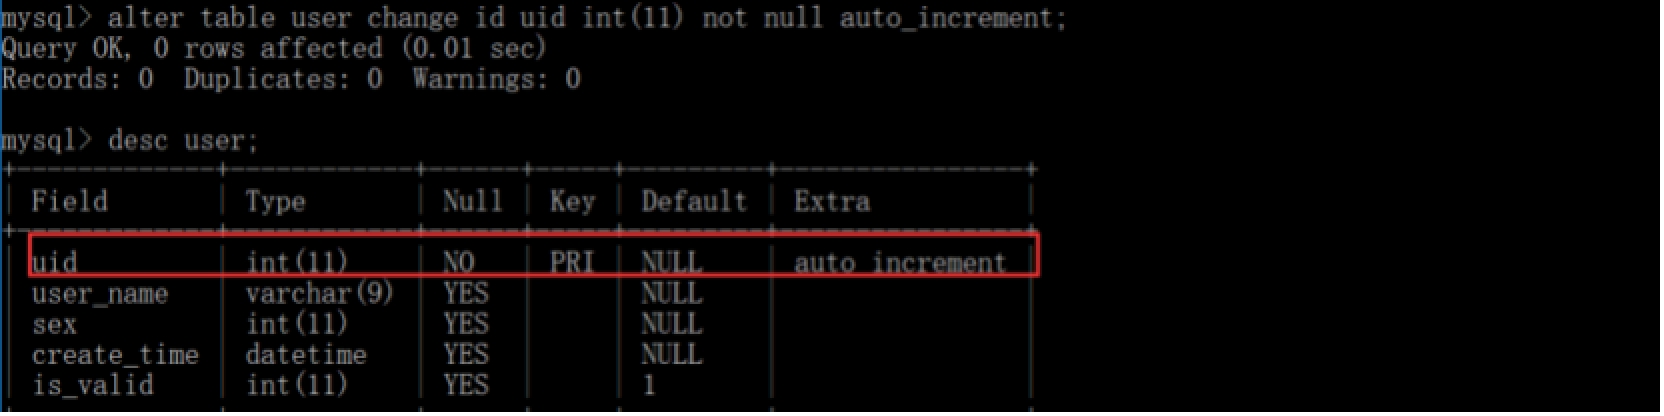 mysql> alter table user change id uid int(11) not null auto_increment;
Query OK, 0 rows affected (0.01 sec)
Records: 0  Duplicates: 0  Warnings: 0
mysql> desc user;
+-------------+------------+------+-----+---------+----------------+
| Field       | Type       | Null | Key | Default | Extra          |
+-------------+------------+------+-----+---------+----------------+
| uid         | int(11)    | NO   | PRI | NULL    | auto_increment |
| user_name   | varchar(9) | YES  |     | NULL    |                |
| sex         | int(11)    | YES  |     | NULL    |                |
| create_time | datetime   | YES  |     | NULL    |                |
| is_valid    | int(11)    | YES  |     | 1       |                |